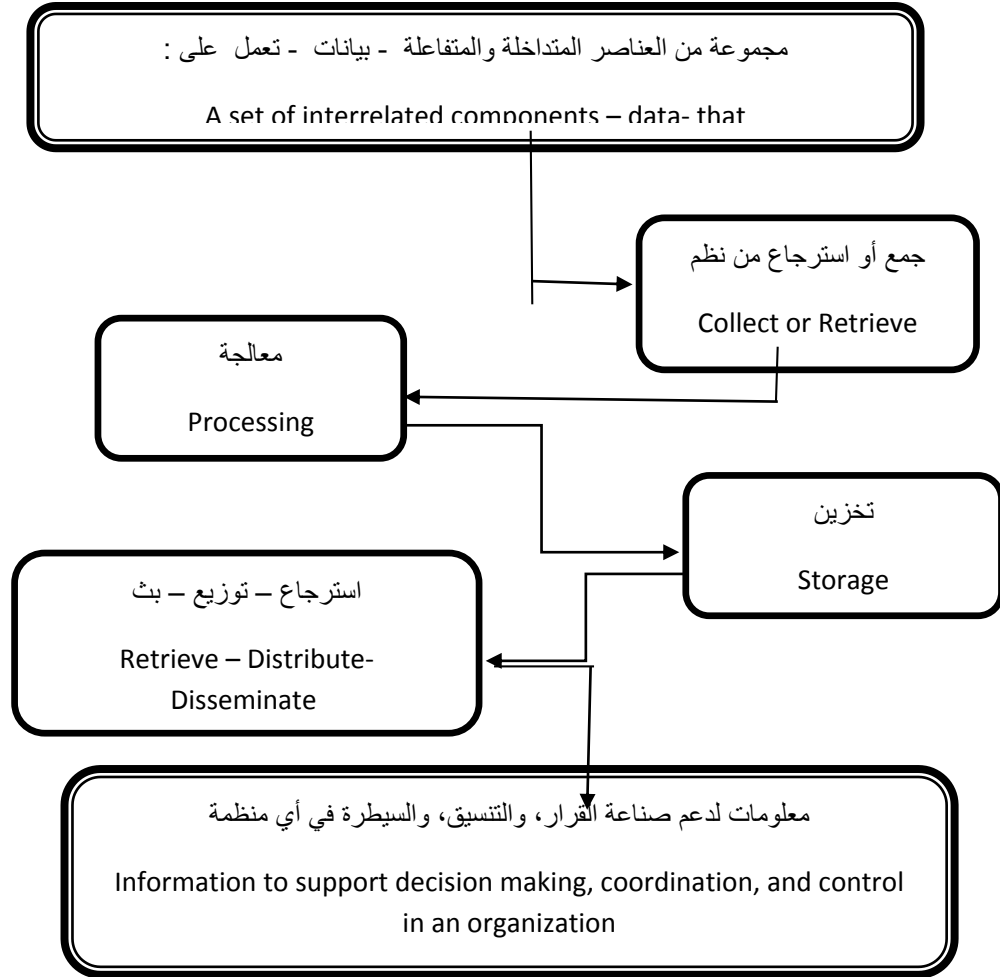 مجموعة من العناصر المتداخلة والمتفاعلة - بيانات - تعمل على :
A set of interrelated components – data- that
جمع أو استرجاع من نظم
Collect or Retrieve
معالجة
Processing
تخزين
Storage
استرجاع – توزيع – بث
Retrieve – Distribute-
Disseminate
معلومات لدعم صناعة القرار، والتنسيق، والسيطرة في أي منظمة
Information to support decision making, coordination, and control
in an organization